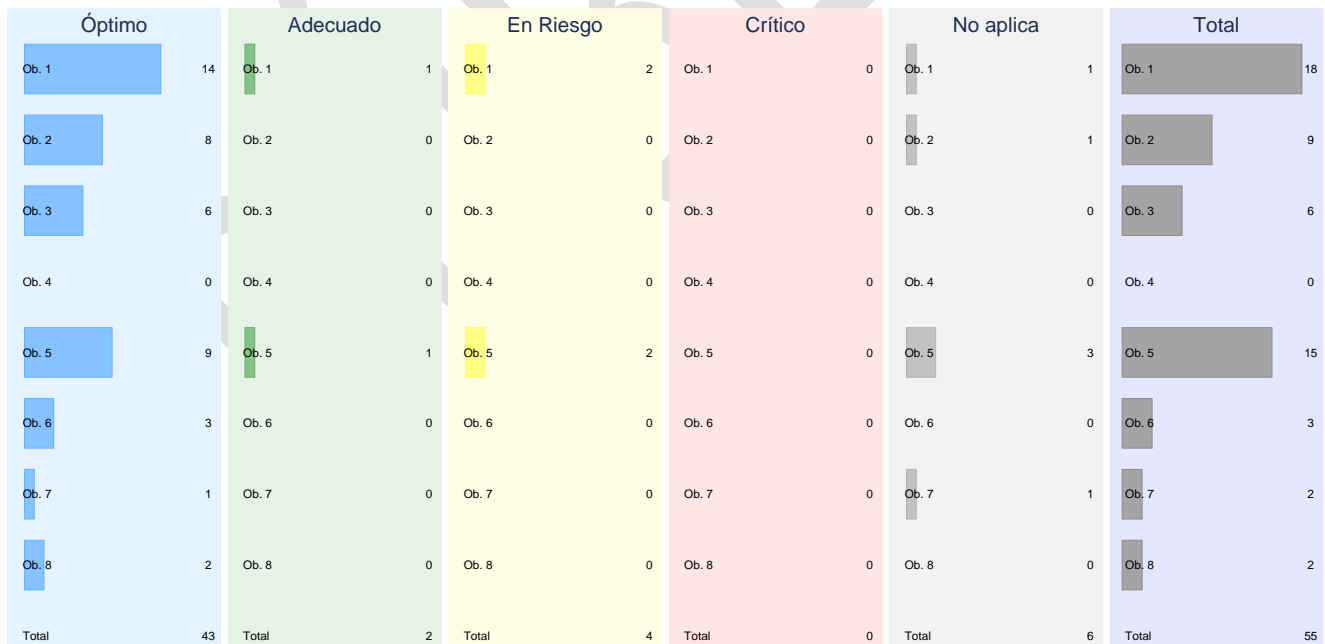 Óptimo Adecuado En Riesgo Crítico No aplica Total
Ob. 1 14 Ob. 1 1 Ob. 1 2 Ob. 1 0 Ob. 1 1 Ob. 1 18
Ob. 2 8 Ob. 2 0 Ob. 2 0 Ob. 2 0 Ob. 2 1 Ob. 2 9
Ob. 3 6 Ob. 3 0 Ob. 3 0 Ob. 3 0 Ob. 3 0 Ob. 3 6
Ob. 4 0 Ob. 4 0 Ob. 4 0 Ob. 4 0 Ob. 4 0 Ob. 4 0
Ob. 5 9 Ob. 5 1 Ob. 5 2 Ob. 5 0 Ob. 5 3 Ob. 5 15
Ob. 6 3 Ob. 6 0 Ob. 6 0 Ob. 6 0 Ob. 6 0 Ob. 6 3
Ob. 7 1 Ob. 7 0 Ob. 7 0 Ob. 7 0 Ob. 7 1 Ob. 7 2
Ob. 8 2 Ob. 8 0 Ob. 8 0 Ob. 8 0 Ob. 8 0 Ob. 8 2
Total 43 Total 2 Total 4 Total 0 Total 6 Total 55